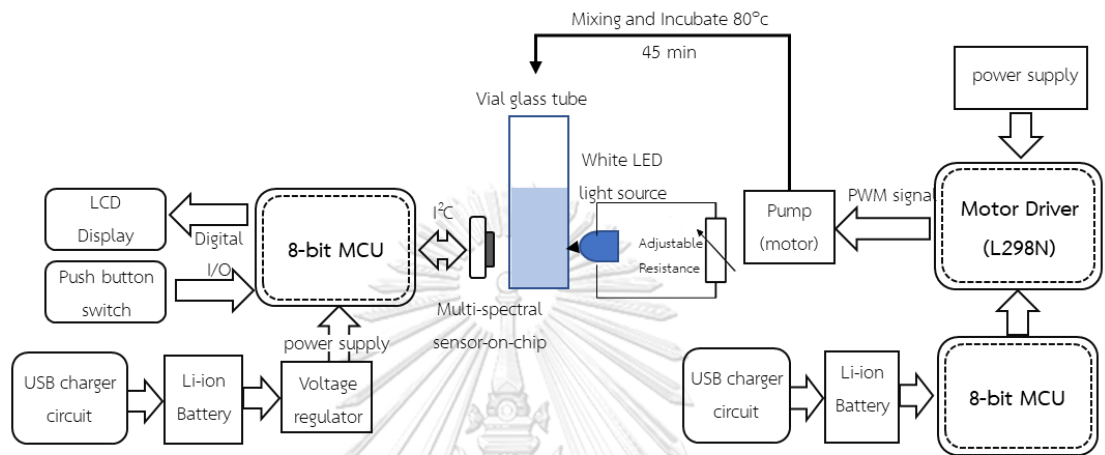 Mixing and Incubate 80°c
45 min
Vial glass tube
White LED
light source
power supply
LCD
Display
Push button
switch
Digital
I/O
8-bit MCU
I²C
Multi-spectral
sensor-on-chip
Adjustable
Resistance
Pump
(motor)
PWM signal
Motor Driver
(L298N)
power supply
USB charger
circuit
Li-ion
Battery
Voltage
regulator
USB charger
circuit
Li-ion
Battery
8-bit MCU